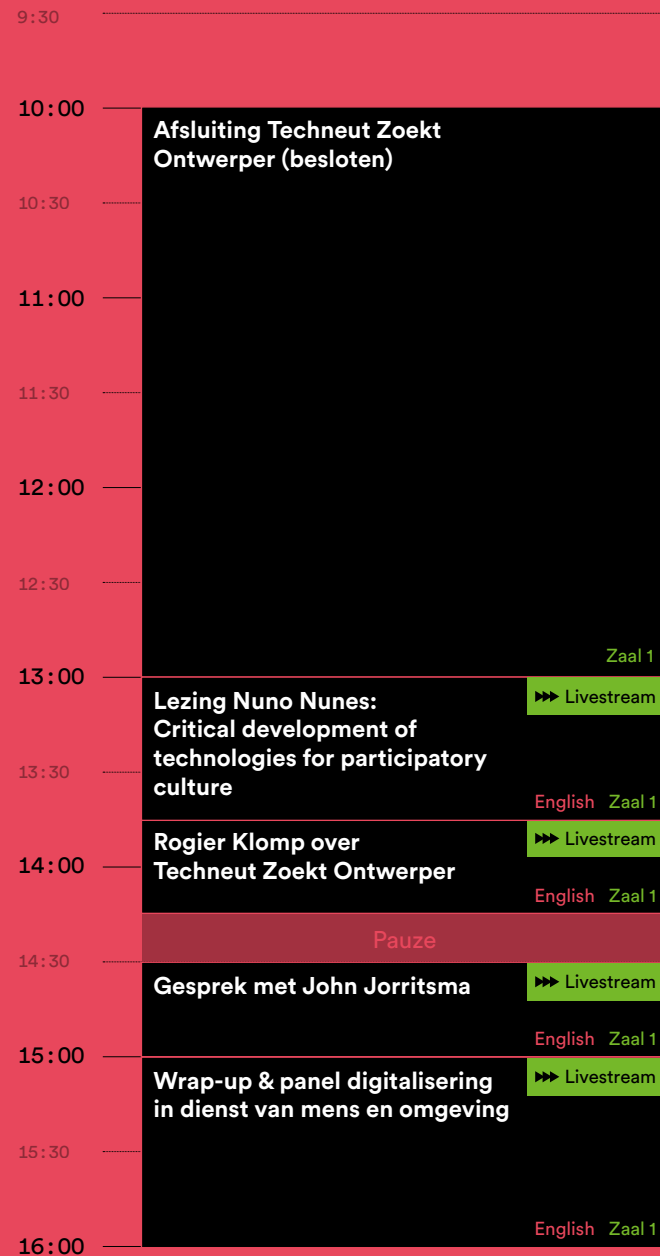 9:30
10:00
Afsluiting Techneut Zoekt
Ontwerper (besloten)
10:30
11:00
11:30
12:00
12:30
Zaal 1
13:00
Livestream
Lezing Nuno Nunes:
Critical development of
technologies for participatory
culture
13:30
English Zaal 1
Livestream
Rogier Klomp over
Techneut Zoekt Ontwerper
14:00
English Zaal 1
Pauze
14:30
Gesprek met John Jorritsma
Livestream
English Zaal 1
15:00
Livestream
Wrap-up & panel digitalisering
in dienst van mens en omgeving
15:30
English Zaal 1
16:00